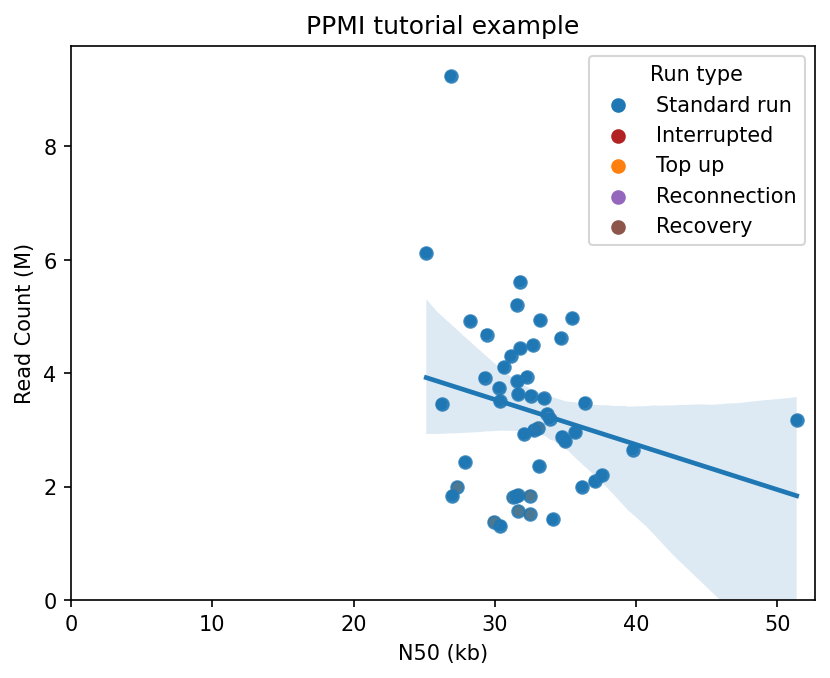 PPMI tutorial example
Run type
Standard run
Interrupted
Top up
Reconnection
Recovery
Read Count (M)
8
6
4
2
0
0 10 20 30 40 50
N50 (kb)